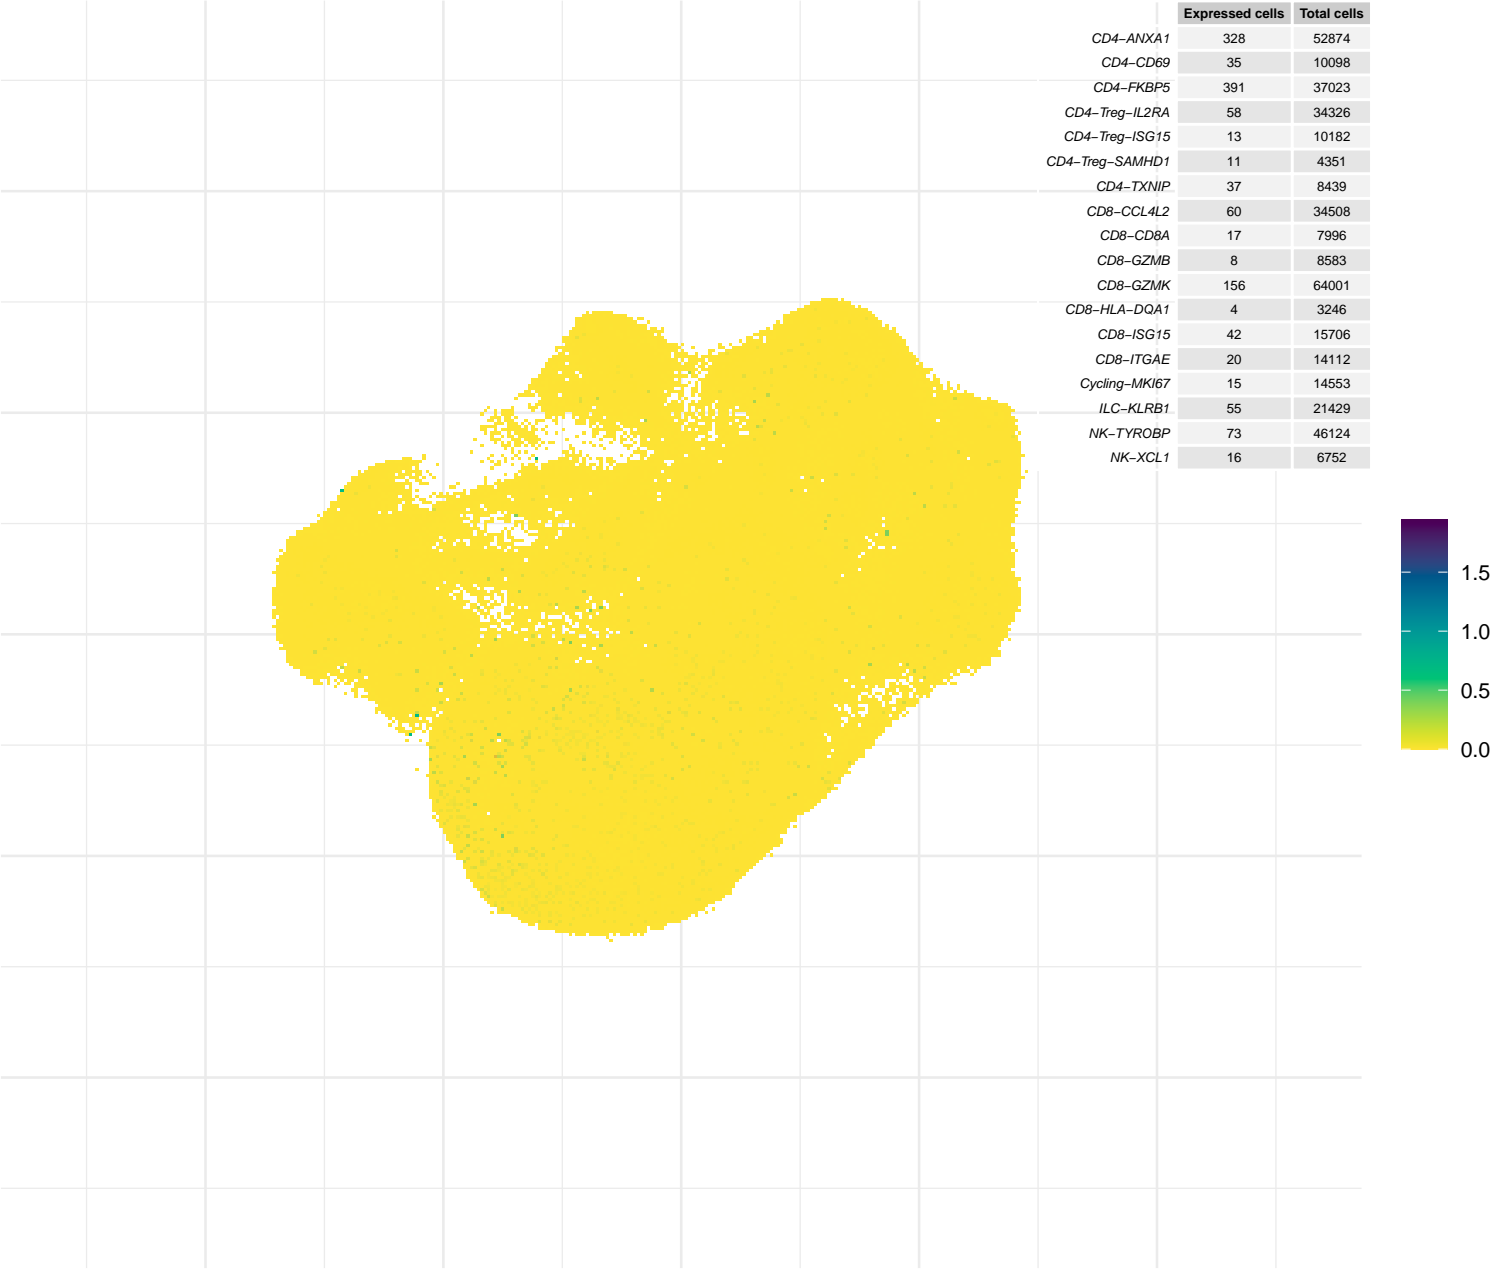 Expressed cells Total cells
CD4−ANXA1 328 52874
CD4−CD69 35 10098
CD4−FKBP5 391 37023
CD4−Treg−IL2RA 58 34326
CD4−Treg−ISG15 13 10182
CD4−Treg−SAMHD1 11 4351
CD4−TXNIP 37 8439
CD8−CCL4L2 60 34508
CD8−CD8A 17 7996
CD8−GZMB 8 8583
CD8−GZMK 156 64001
CD8−HLA−DQA1 4 3246
CD8−ISG15 42 15706
CD8−ITGAE 20 14112
Cycling−MKI67 15 14553
ILC−KLRB1 55 21429
NK−TYROBP 73 46124
NK−XCL1 16 6752
1.5
1.0
0.5
0.0